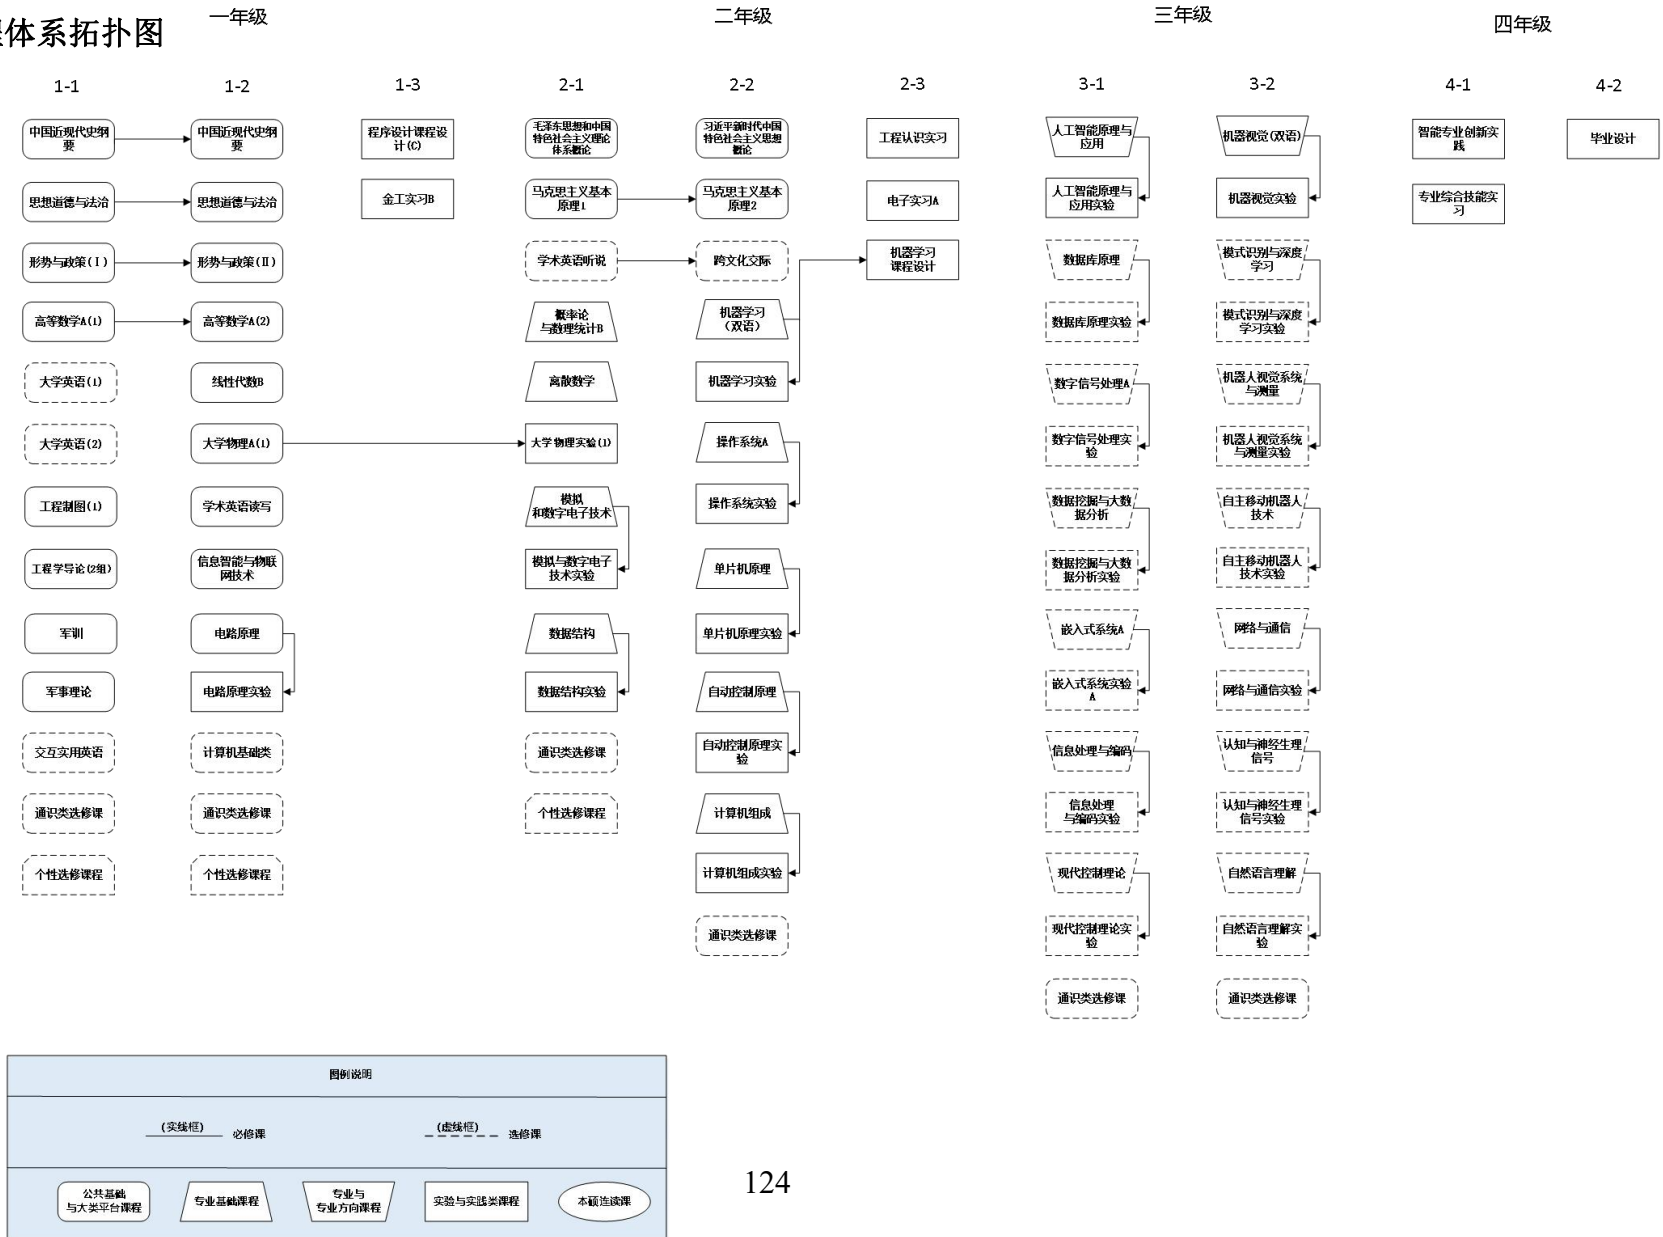 体系拓扑图
一年级
二年级
三年级
四年级
1-1
1-2
1-3
2-1
2-2
2-3
3-1
3-2
4-1
4-2
中国近现代史纲
要
思想道德与法治
形势与政策(I)
高等数学A(1)
大学英语(1)
大学英语(2)
工程制图(1)
工程学导论(2组)
军训
军事理论
交互实用英语
通识类选修课
个性选修课程
中国近现代史纲
要
思想道德与法治
形势与政策(II)
高等数学A(2)
线性代数B
大学物理A(1)
学术英语读写
信息智能与物联
网技术
电路原理
电路原理实验
计算机基础类
通识类选修课
个性选修课程
程序设计课程设
计(C)
金工实习B
毛泽东思想和中国
特色社会主义理论
体系概论
马克思主义基本
原理1
学术英语听说
概率论
与数理统计B
离散数学
大学物理实验(1)
模拟
和数字电子技术
模拟与数字电子
技术实验
数据结构
数据结构实验
通识类选修课
个性选修课程
习近平新时代中国
特色社会主义思想
概论
马克思主义基本
原理2
跨文化交际
机器学习
(双语)
机器学习实验
操作系统A
操作系统实验
单片机原理
单片机原理实验
自动控制原理
自动控制原理实
验
计算机组成
计算机组成实验
通识类选修课
工程认识实习
电子实习A
机器学习
课程设计
人工智能原理与
应用
人工智能原理与
应用实验
数据库原理
数据库原理实验
数字信号处理A
数字信号处理实
验
数据挖掘与大数
据分析
数据挖掘与大数
据分析实验
嵌入式系统A
嵌入式系统实验
A
信息处理与编码
信息处理
与编码实验
现代控制理论
现代控制理论实
验
通识类选修课
机器视觉(双语)
机器视觉实验
模式识别与深度
学习
模式识别与深度
学习实验
机器人视觉系统
与测量
机器人视觉系统
与测量实验
自主移动机器人
技术
自主移动机器人
技术实验
网络与通信
网络与通信实验
认知与神经生理
信号
认知与神经生理
信号实验
自然语言理解
自然语言理解实
验
通识类选修课
智能专业创新实
践
专业综合技能实
习
毕业设计
图例说明
(实线框) 必修课
(虚线框) 选修课
公共基础
与大类平台课程
专业基础课程
专业与
专业方向课程
实验与实践类课程
本硕连读课
124